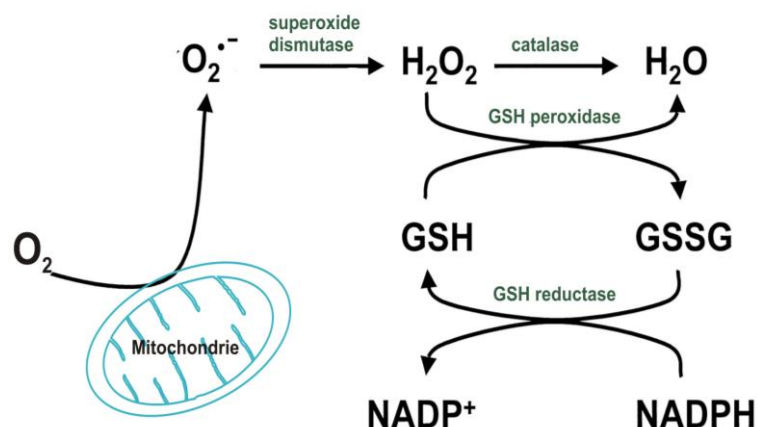 superoxide
dismutase
·O₂•⁻
H₂O₂
catalase
H₂O
GSH peroxidase
O₂
GSH
GSSG
GSH reductase
Mitochondrie
NADP⁺
NADPH